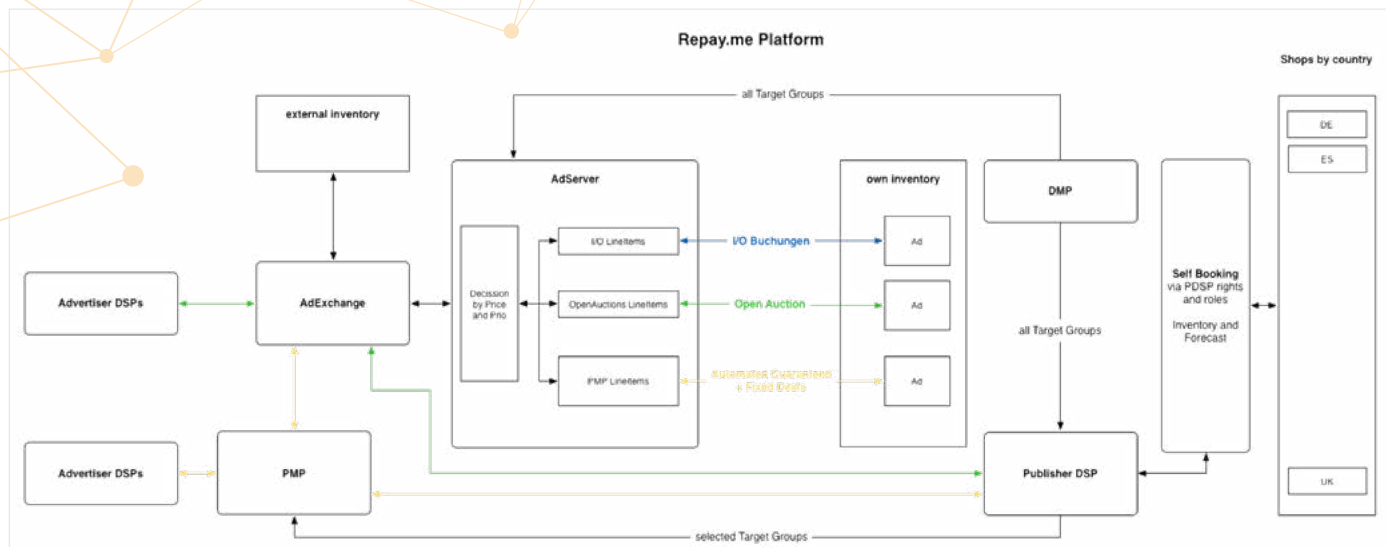 Repay.me Platform
Shops by country
all Target Groups
external inventory
DE
ES
AdServer
own inventory
DMP
I/O LineItems
I/O Buchungen
Ad
Advertiser DSPs
AdExchange
Decission
by Price
and Prio
OpenAuctions LineItems
Open Auction
Ad
Self Booking
via PDSP rights
and roles
Inventory and
Forecast
all Target Groups
PMP LineItems
Automated Guaranteed
+ Fixed Deals
Ad
Advertiser DSPs
PMP
Publisher DSP
UK
selected Target Groups